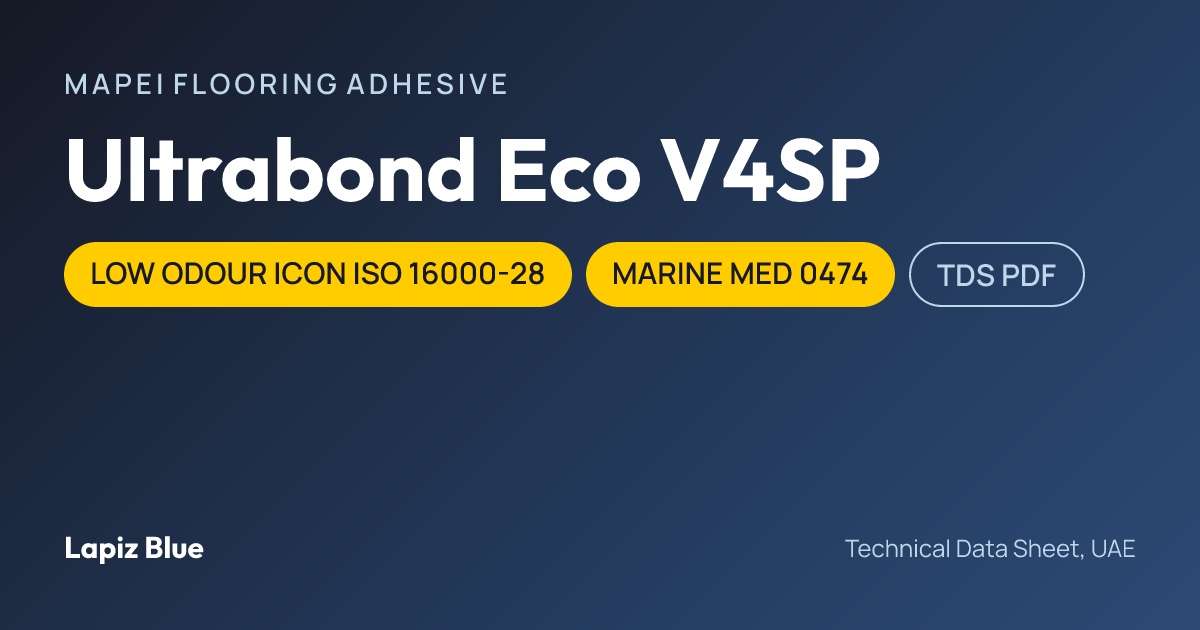 MAPEI FLOORING ADHESIVE
Ultrabond Eco V4SP
LOW ODOUR ICON ISO 16000-28 MARINE MED 0474 TDS PDF
Lapiz Blue Technical Data Sheet, UAE